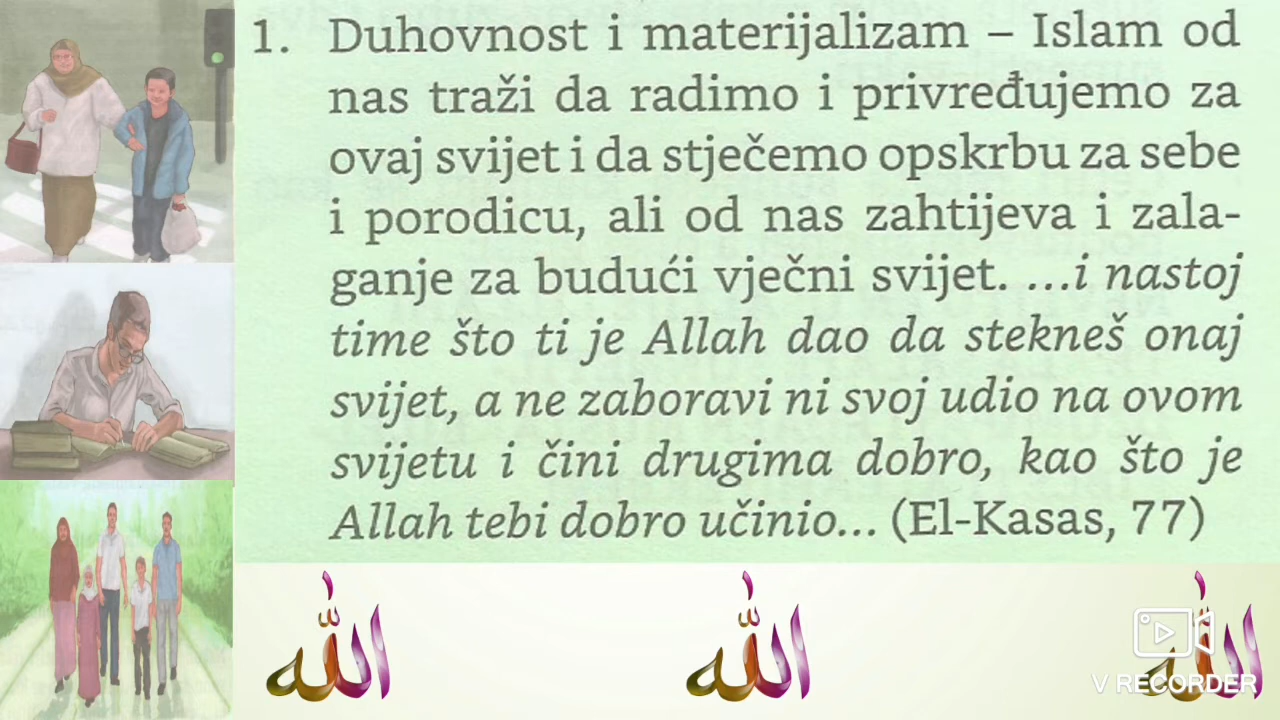 1. Duhovnost i materijalizam – Islam od
nas traži da radimo i privređujemo za
ovaj svijet i da stječemo opskrbu za sebe
i porodicu, ali od nas zahtijeva i zala-
ganje za budući vječni svijet. ...i nastoj
time što ti je Allah dao da stekneš onaj
svijet, a ne zaboravi ni svoj udio na ovom
svijetu i čini drugima dobro, kao što je
Allah tebi dobro učinio... (El-Kasas, 77)
الله
الله
الله
V RECORDER